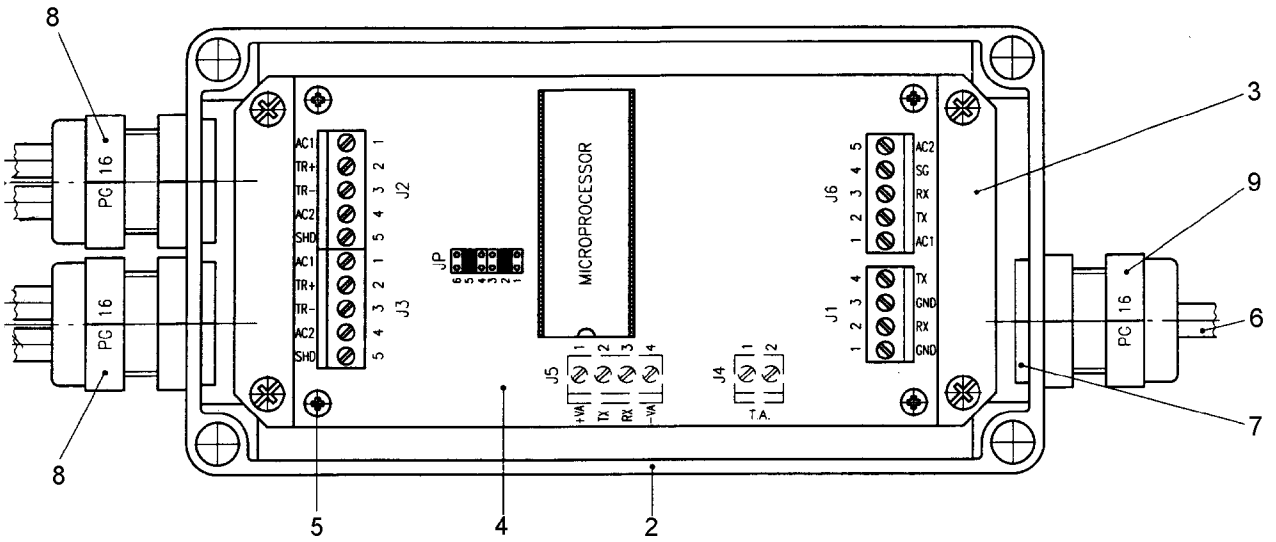 8
8
PG 16
PG 16
AC1 1
TR+ 2
TR- 3
AC2 4
SHD 5
J2
AC1 1
TR+ 2
TR- 3
AC2 4
SHD 5
J3
JP
6 5 4 3 2 1
MICROPROCESSOR
J5
1 2 3 4
+VA TX RX -VA
J4
1 2
T.A.
J6
5 AC2
4 SG
3 RX
2 TX
1 AC1
J1
4 TX
3 GND
2 RX
1 GND
PG 16
3
9
6
7
5
4
2